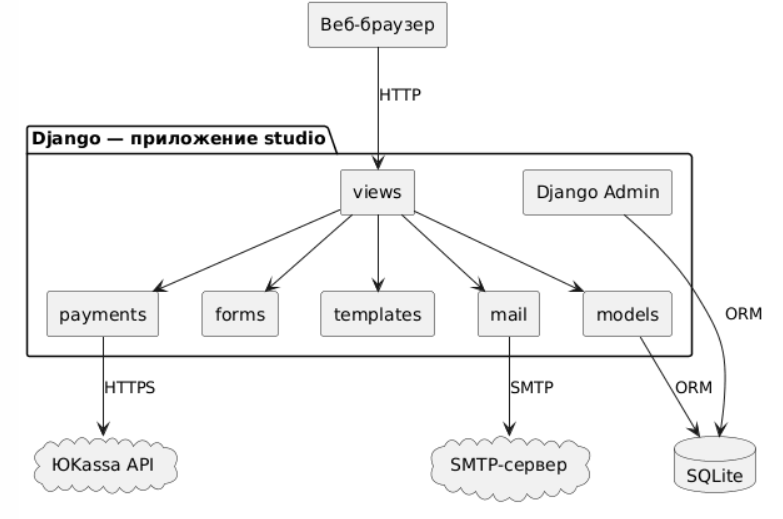 Веб-браузер
HTTP
Django — приложение studio
views
Django Admin
payments
forms
templates
mail
models
ORM
HTTPS
SMTP
ORM
ЮKassa API
SMTP-сервер
SQLite